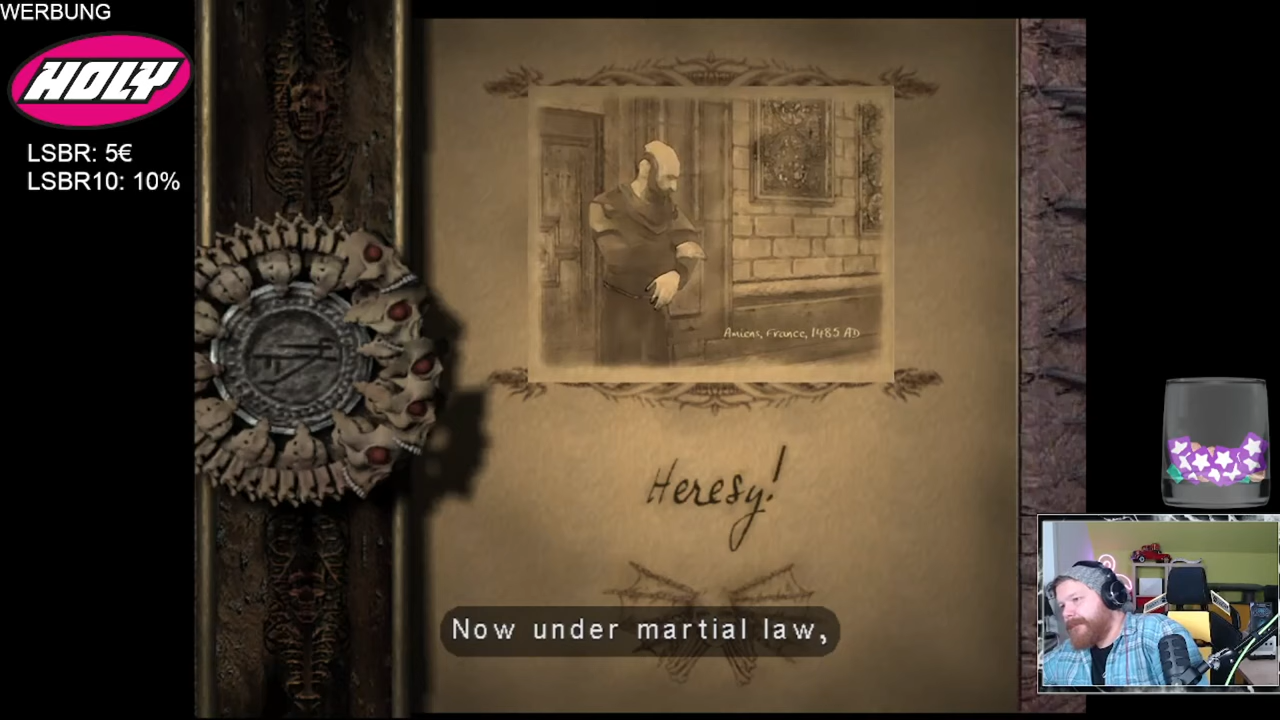 WERBUNG
HOLY
LSBR: 5€
LSBR10: 10%
Amiens, France, 1485 AD
Heresy!
Now under martial law,